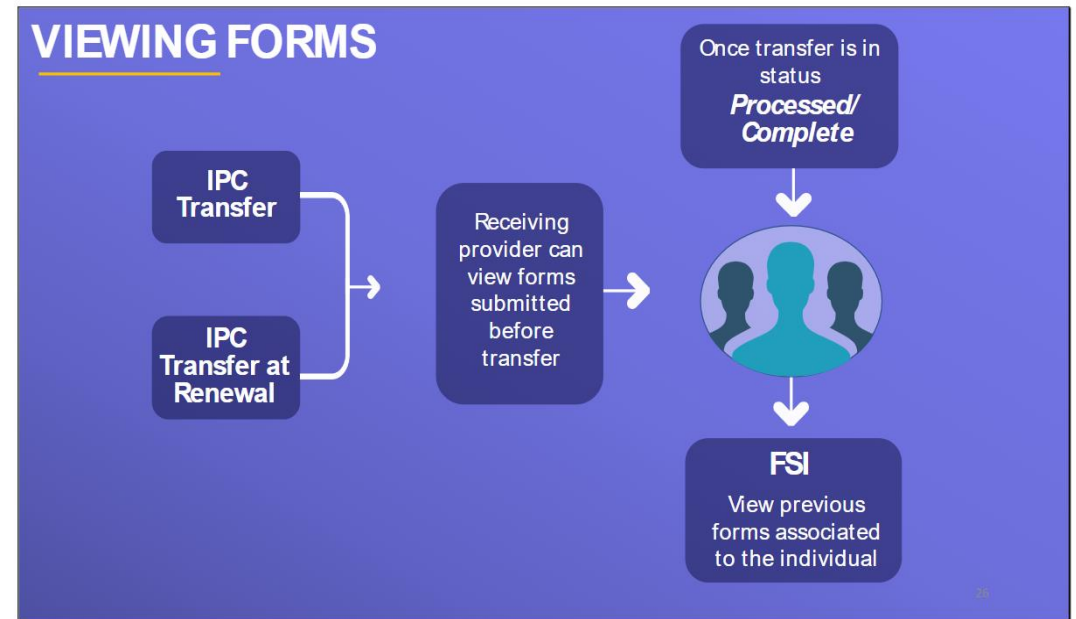 VIEWING FORMS
IPC
Transfer
IPC
Transfer at
Renewal
Receiving
provider can
view forms
submitted
before
transfer
Once transfer is in
status
Processed/
Complete
FSI
View previous
forms associated
to the individual
26